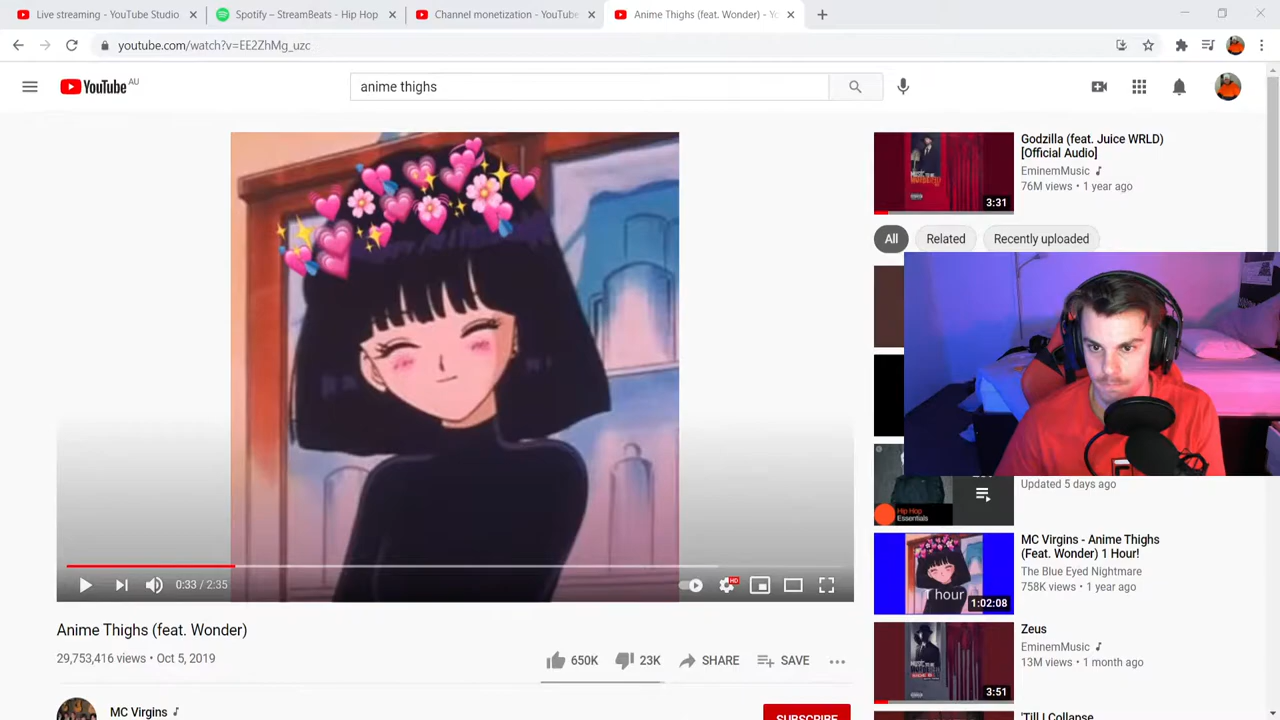 Live streaming - YouTube Studio
Spotify – StreamBeats - Hip Hop
Channel monetization - YouTube
Anime Thighs (feat. Wonder) - Yo
youtube.com/watch?v=EE2ZhMg_uzc
YouTube AU
anime thighs
Godzilla (feat. Juice WRLD)
[Official Audio]
EminemMusic
76M views • 1 year ago
3:31
All
Related
Recently uploaded
Updated 5 days ago
Hip Hop
Essentials
MC Virgins - Anime Thighs
(Feat. Wonder) 1 Hour!
The Blue Eyed Nightmare
758K views • 1 year ago
1 hour
1:02:08
0:33 / 2:35
HD
Anime Thighs (feat. Wonder)
29,753,416 views • Oct 5, 2019
650K
23K
SHARE
SAVE
Zeus
EminemMusic
13M views • 1 month ago
3:51
MC Virgins
SUBSCRIBE
'Till I Collapse